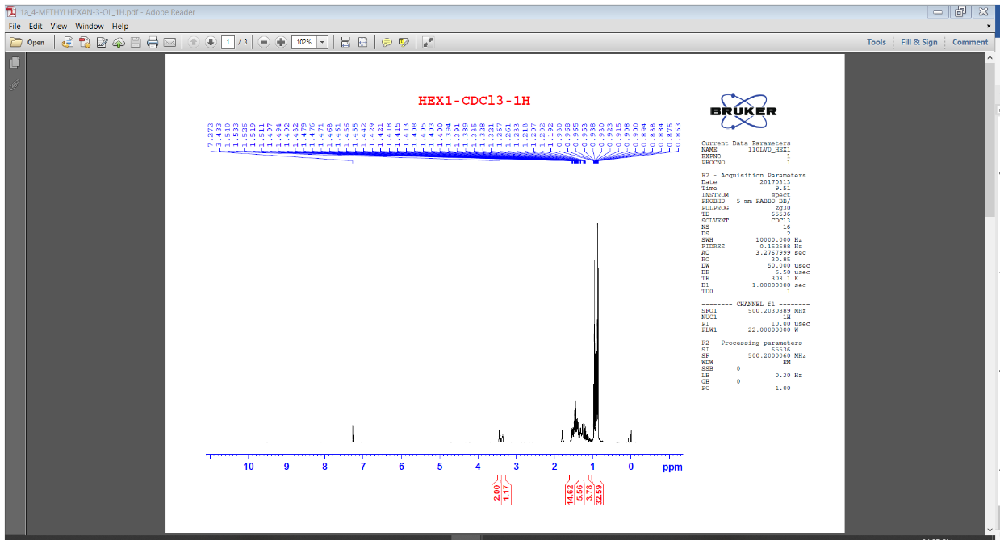 1a_4-METHYLHEXAN-3-OL_1H.pdf - Adobe Reader
File Edit View Window Help
Open 1 / 3 102% Tools Fill & Sign Comment
HEX1-CDCl3-1H
7.272 3.433 1.540 1.533 1.526 1.519 1.511 1.497 1.494 1.492 1.482 1.479 1.476 1.471 1.468 1.461 1.456 1.455 1.442 1.429 1.421 1.418 1.415 1.413 1.408 1.405 1.403 1.400 1.394 1.391 1.389 1.385 1.328 1.321 1.267 1.261 1.233 1.218 1.207 1.202 1.192 0.980 0.968 0.965 0.953 0.938 0.930 0.923 0.915 0.908 0.900 0.894 0.888 0.884 0.876 0.863
BRUKER
Current Data Parameters
NAME 110LVD_HEX1
EXPNO 1
PROCNO 1
F2 - Acquisition Parameters
Date_ 20170313
Time 9.51
INSTRUM spect
PROBHD 5 mm PABBO BB/
PULPROG zg30
TD 65536
SOLVENT CDCl3
NS 16
DS 2
SWH 10000.000 Hz
FIDRES 0.152588 Hz
AQ 3.2767999 sec
RG 30.85
DW 50.000 usec
DE 6.50 usec
TE 303.1 K
D1 1.00000000 sec
TD0 1
======== CHANNEL f1 ========
SFO1 500.2030889 MHz
NUC1 1H
P1 10.00 usec
PLW1 22.00000000 W
F2 - Processing parameters
SI 65536
SF 500.2000060 MHz
WDW EM
SSB 0
LB 0.30 Hz
GB 0
PC 1.00
10 9 8 7 6 5 4 3 2 1 0 ppm
2.00 1.17 14.62 5.56 3.78 32.59